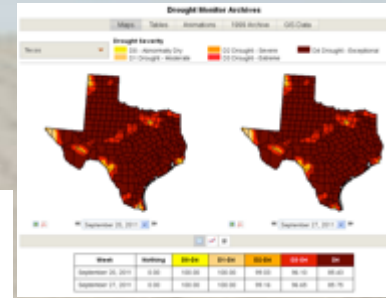 Drought Monitor Archives
Maps Tables Animations 1999 Archive GIS Data
Drought Severity
Texas
D0 - Abnormally Dry D2 Drought - Severe D4 Drought - Exceptional
D1 Drought - Moderate D3 Drought - Extreme
September 20, 2011 September 27, 2011
Week Nothing D0-D4 D1-D4 D2-D4 D3-D4 D4
September 20, 2011 0.00 100.00 100.00
September 27, 2011 0.00 100.00 100.00